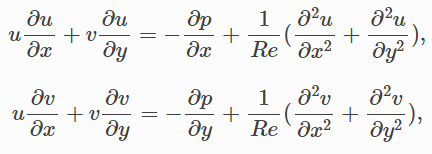 u ∂u/∂x + v ∂u/∂y = −∂p/∂x + 1/Re (∂²u/∂x² + ∂²u/∂y²),
u ∂v/∂x + v ∂v/∂y = −∂p/∂y + 1/Re (∂²v/∂x² + ∂²v/∂y²),